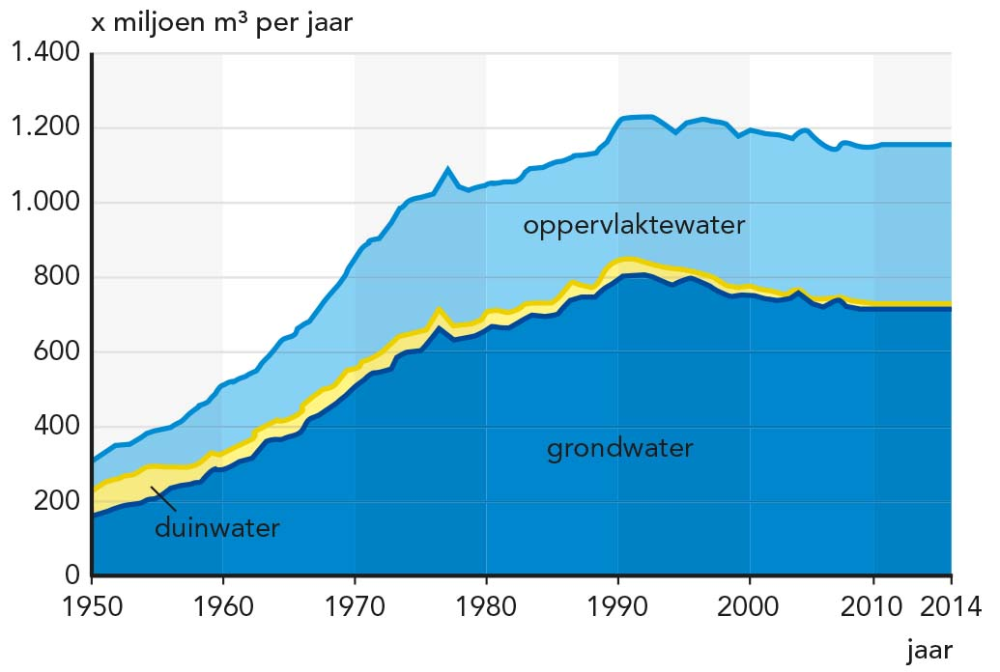 x miljoen m³ per jaar
1.400
1.200
1.000
800
600
400
200
0
oppervlaktewater
grondwater
duinwater
1950 1960 1970 1980 1990 2000 2010 2014
jaar